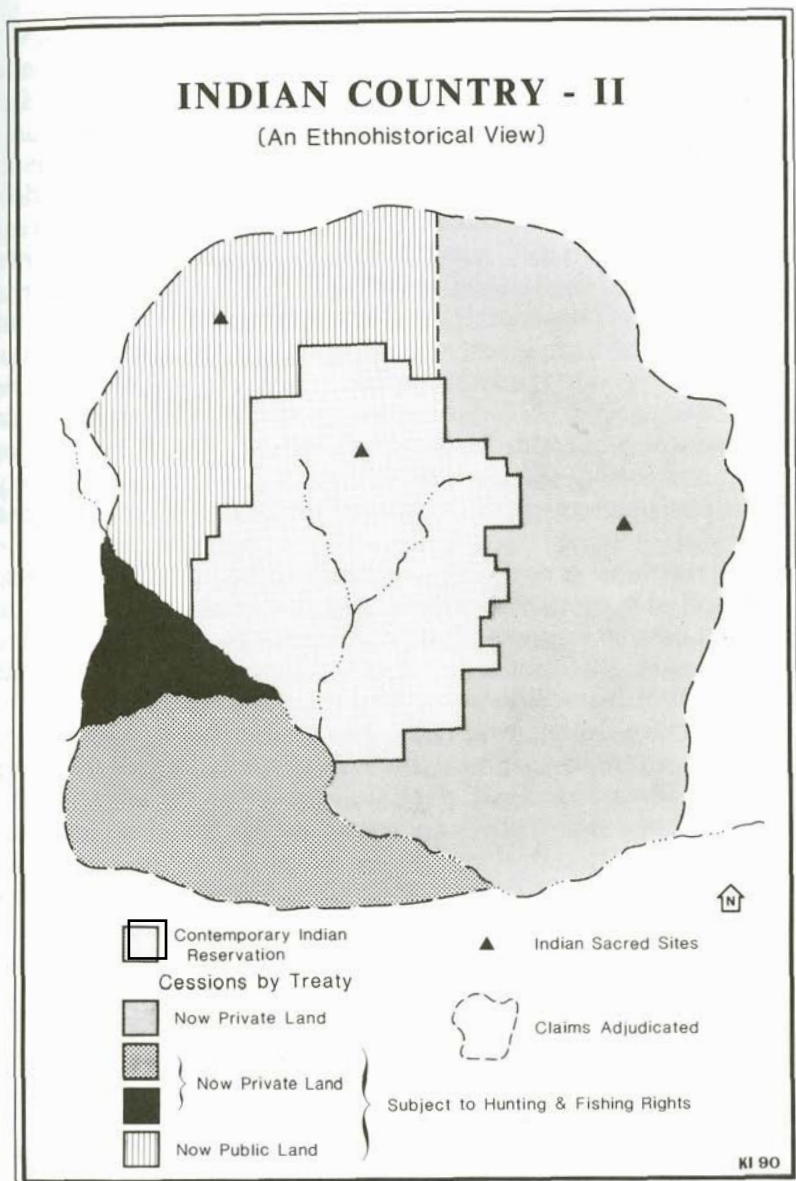 INDIAN COUNTRY - II
(An Ethnohistorical View)
N
Contemporary Indian
Reservation
Indian Sacred Sites
Cessions by Treaty
Now Private Land
Claims Adjudicated
Now Private Land
Subject to Hunting & Fishing Rights
Now Public Land
KI 90